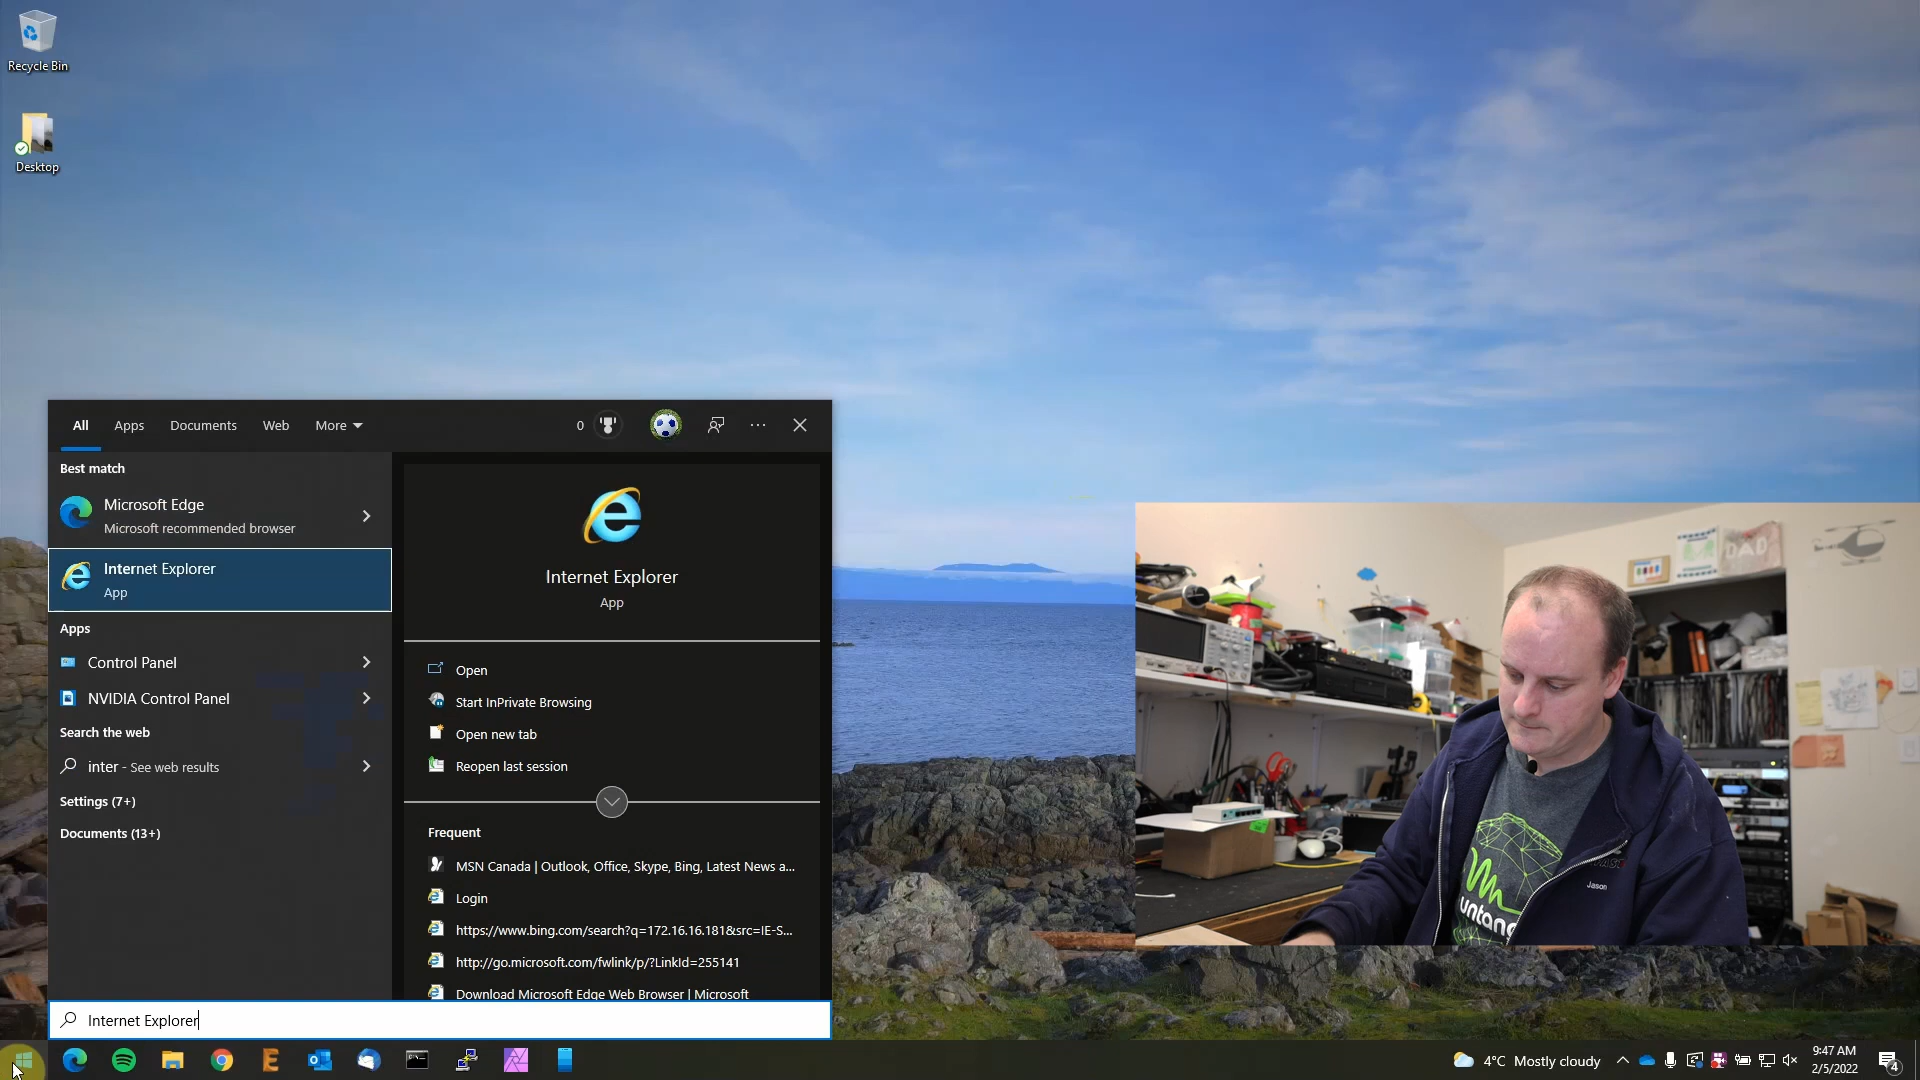 Recycle Bin
Desktop
All
Apps
Documents
Web
More
0
Best match
Microsoft Edge
Microsoft recommended browser
Internet Explorer
App
Apps
Control Panel
NVIDIA Control Panel
Search the web
inter - See web results
Settings (7+)
Documents (13+)
Internet Explorer
App
Open
Start InPrivate Browsing
Open new tab
Reopen last session
Frequent
MSN Canada | Outlook, Office, Skype, Bing, Latest News a...
Login
https://www.bing.com/search?q=172.16.16.181&src=IE-S...
http://go.microsoft.com/fwlink/p/?LinkId=255141
Download Microsoft Edge Web Browser | Microsoft
Internet Explorer
DAD
Jason
untang
4°C Mostly cloudy
9:47 AM
2/5/2022
4